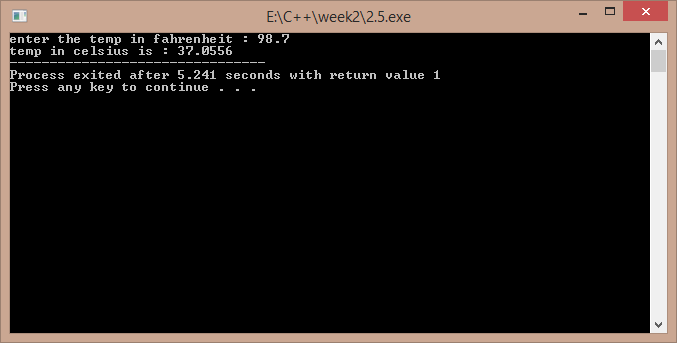 E:\C++\week2\2.5.exe
enter the temp in fahrenheit : 98.7
temp in celsius is : 37.0556
--------------------------------
Process exited after 5.241 seconds with return value 1
Press any key to continue . . .